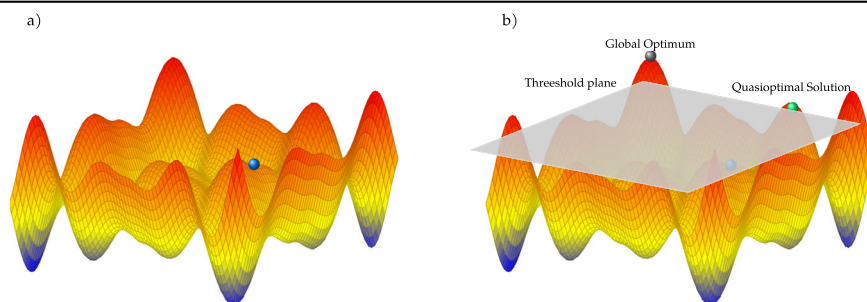 a)
b)
Global Optimum
Threeshold plane
Quasioptimal Solution